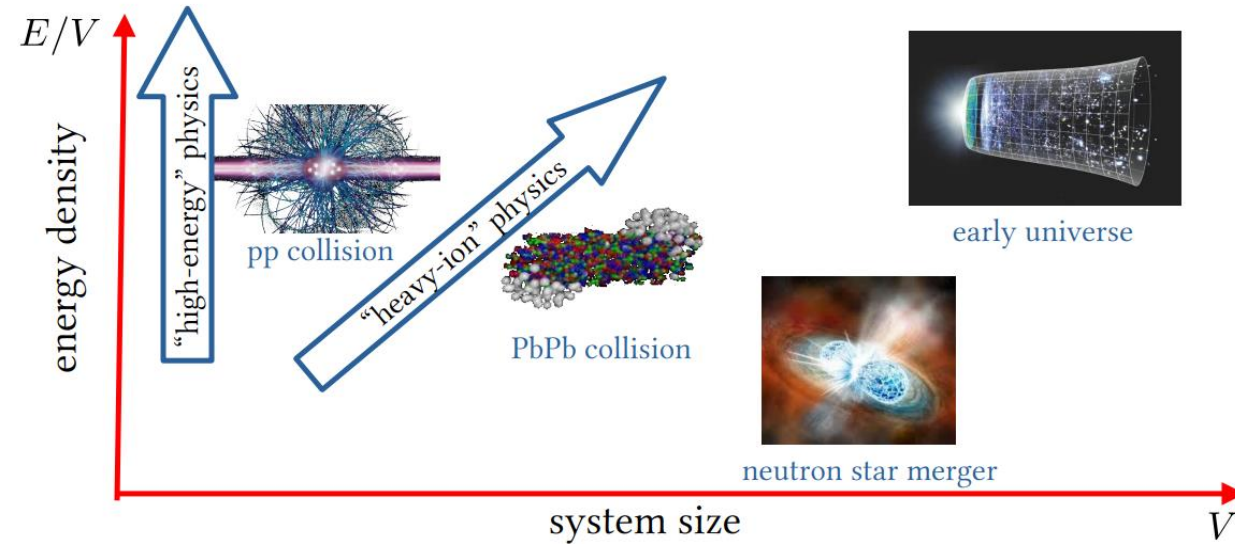 E/V
energy density
“high-energy” physics
pp collision
“heavy-ion” physics
PbPb collision
early universe
neutron star merger
system size
V